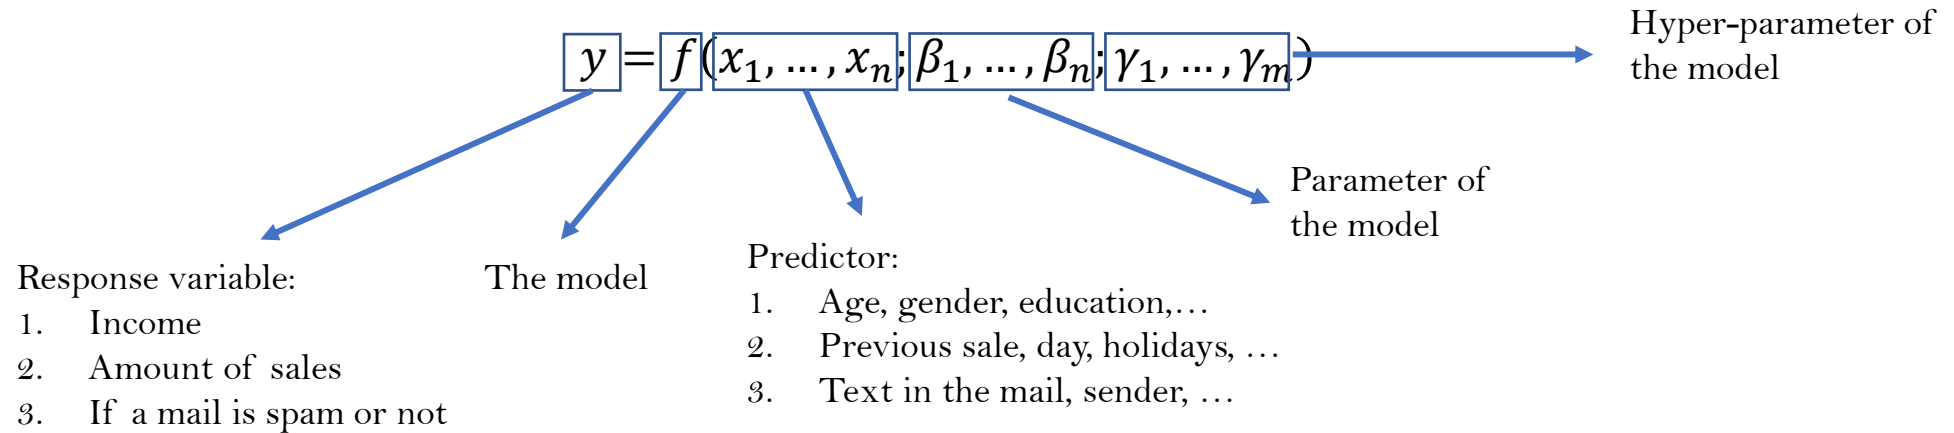 y = f(x₁, … , xₙ; β₁, … , βₙ; γ₁, … , γₘ)
Hyper-parameter of
the model
Parameter of
the model
Response variable:
1. Income
2. Amount of sales
3. If a mail is spam or not
The model
Predictor:
1. Age, gender, education,…
2. Previous sale, day, holidays, …
3. Text in the mail, sender, …